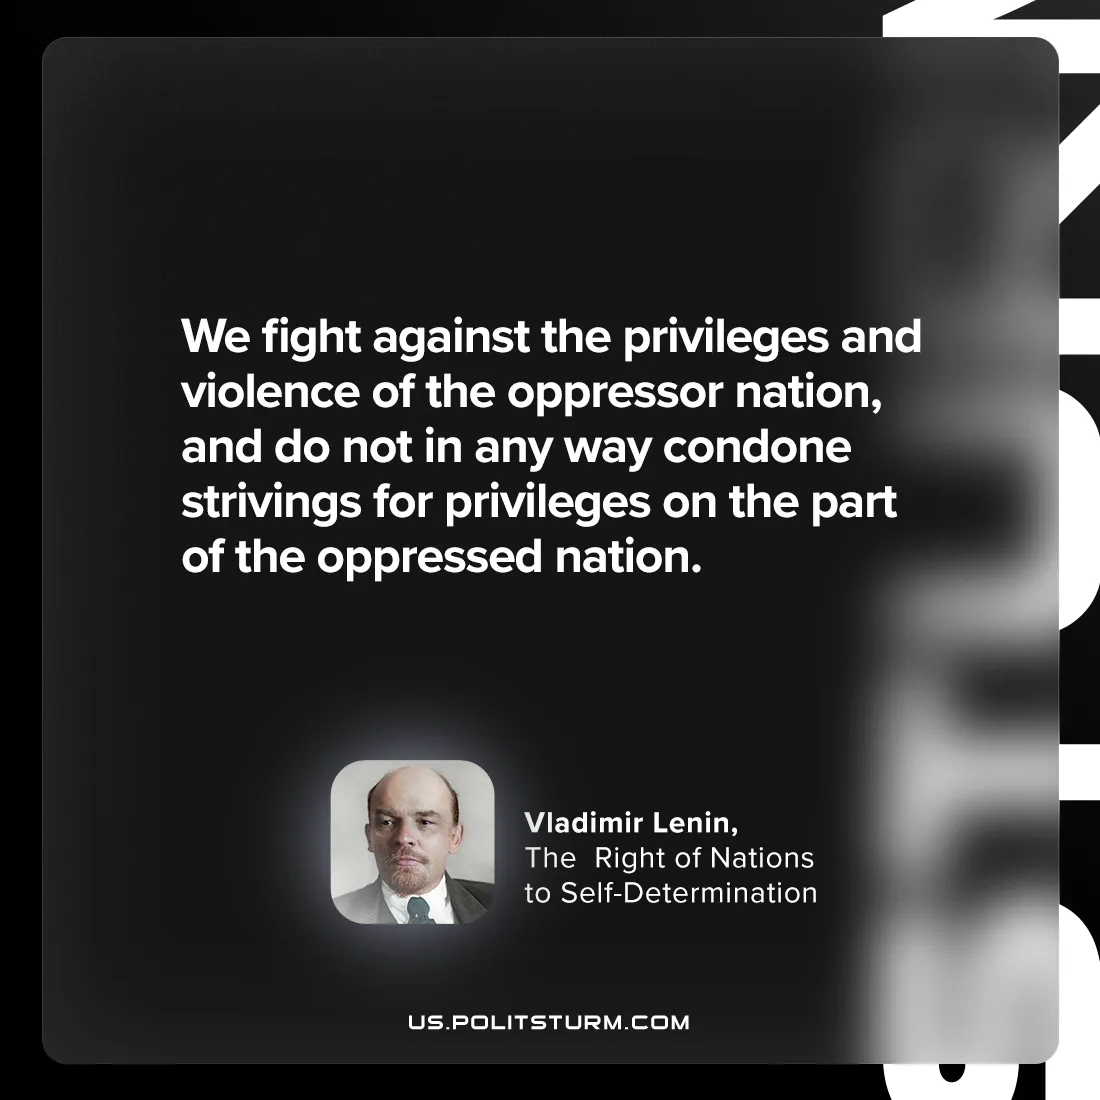 We fight against the privileges and
violence of the oppressor nation,
and do not in any way condone
strivings for privileges on the part
of the oppressed nation.
Vladimir Lenin,
The  Right of Nations
to Self-Determination
US.POLITSTURM.COM